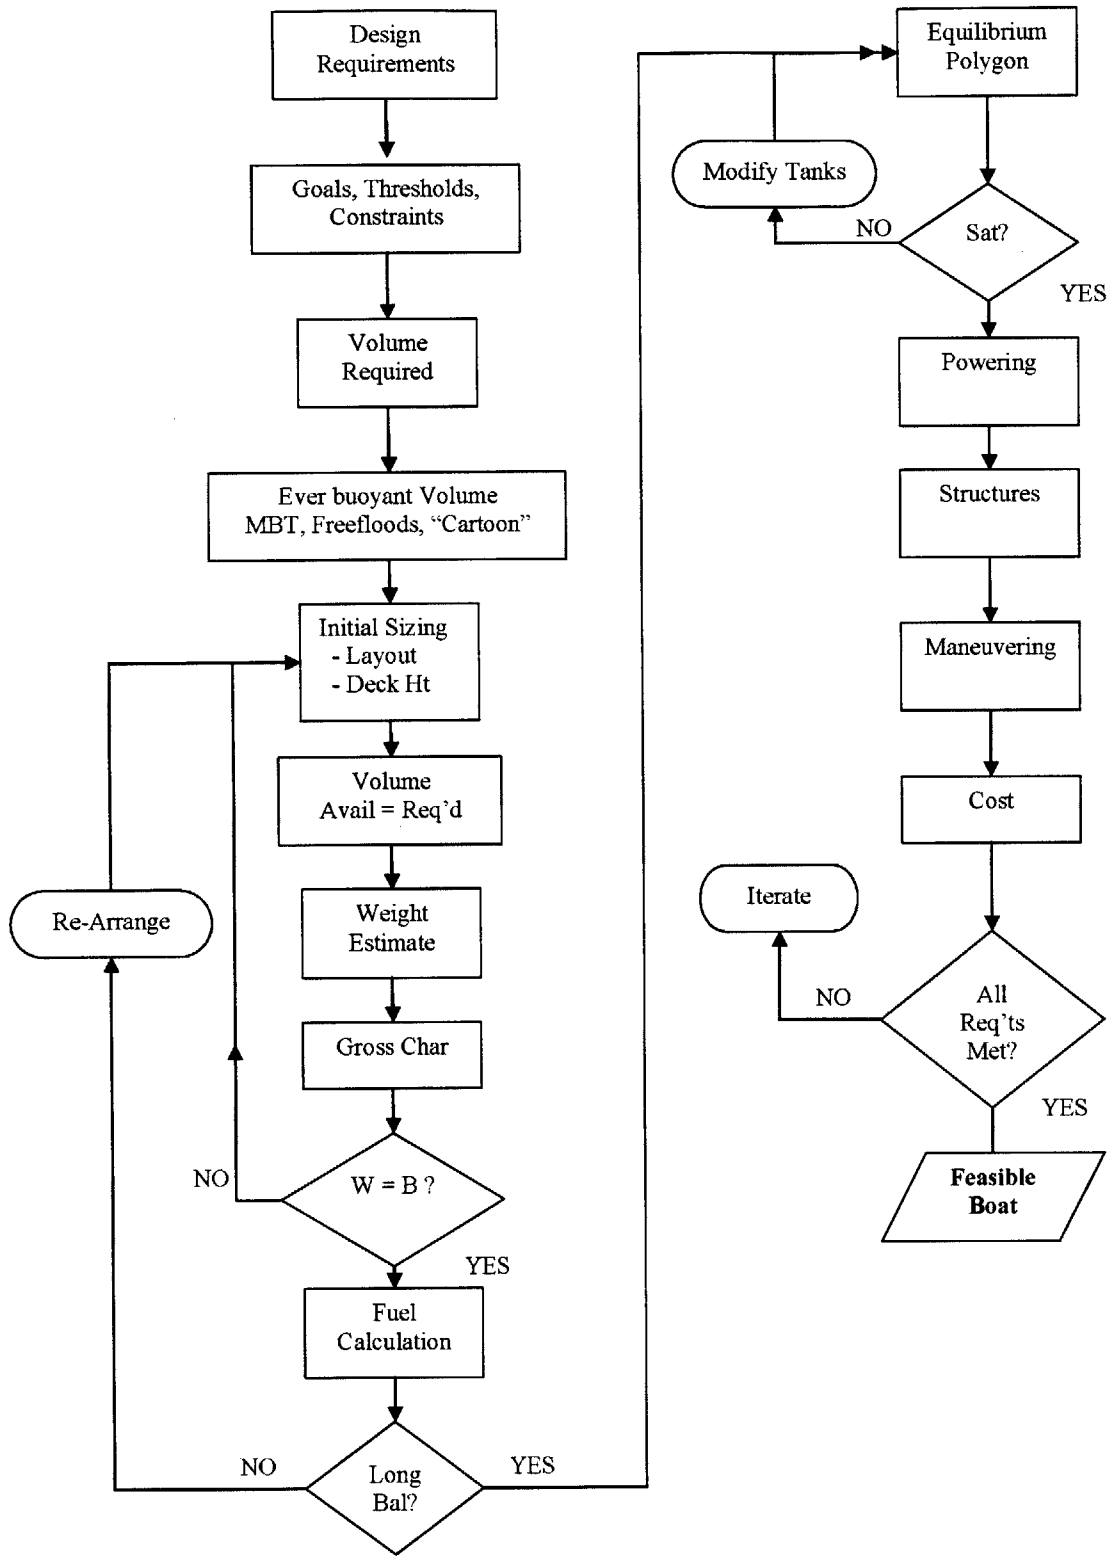 Design
Requirements
Goals, Thresholds,
Constraints
Volume
Required
Ever buoyant Volume
MBT, Freefloods, “Cartoon”
Initial Sizing
- Layout
- Deck Ht
Volume
Avail = Req’d
Re-Arrange
Weight
Estimate
Gross Char
W = B ?
NO
YES
Fuel
Calculation
Long
Bal?
NO
YES
Equilibrium
Polygon
Modify Tanks
Sat?
NO
YES
Powering
Structures
Maneuvering
Cost
Iterate
All
Req’ts
Met?
NO
YES
Feasible
Boat